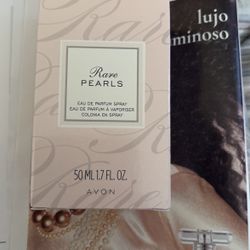 lujo
minoso
Rare
PEARLS
EAU DE PARFUM SPRAY
EAU DE PARFUM À VAPORISER
COLONIA EN SPRAY
50 ML 1.7 FL. OZ.
AVON